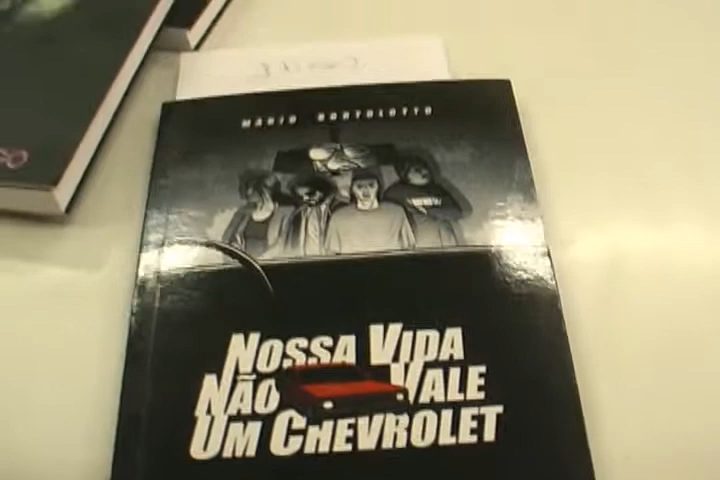 MARIO BORTOLOTTO
NOSSA VIDA
NÃO VALE
UM CHEVROLET